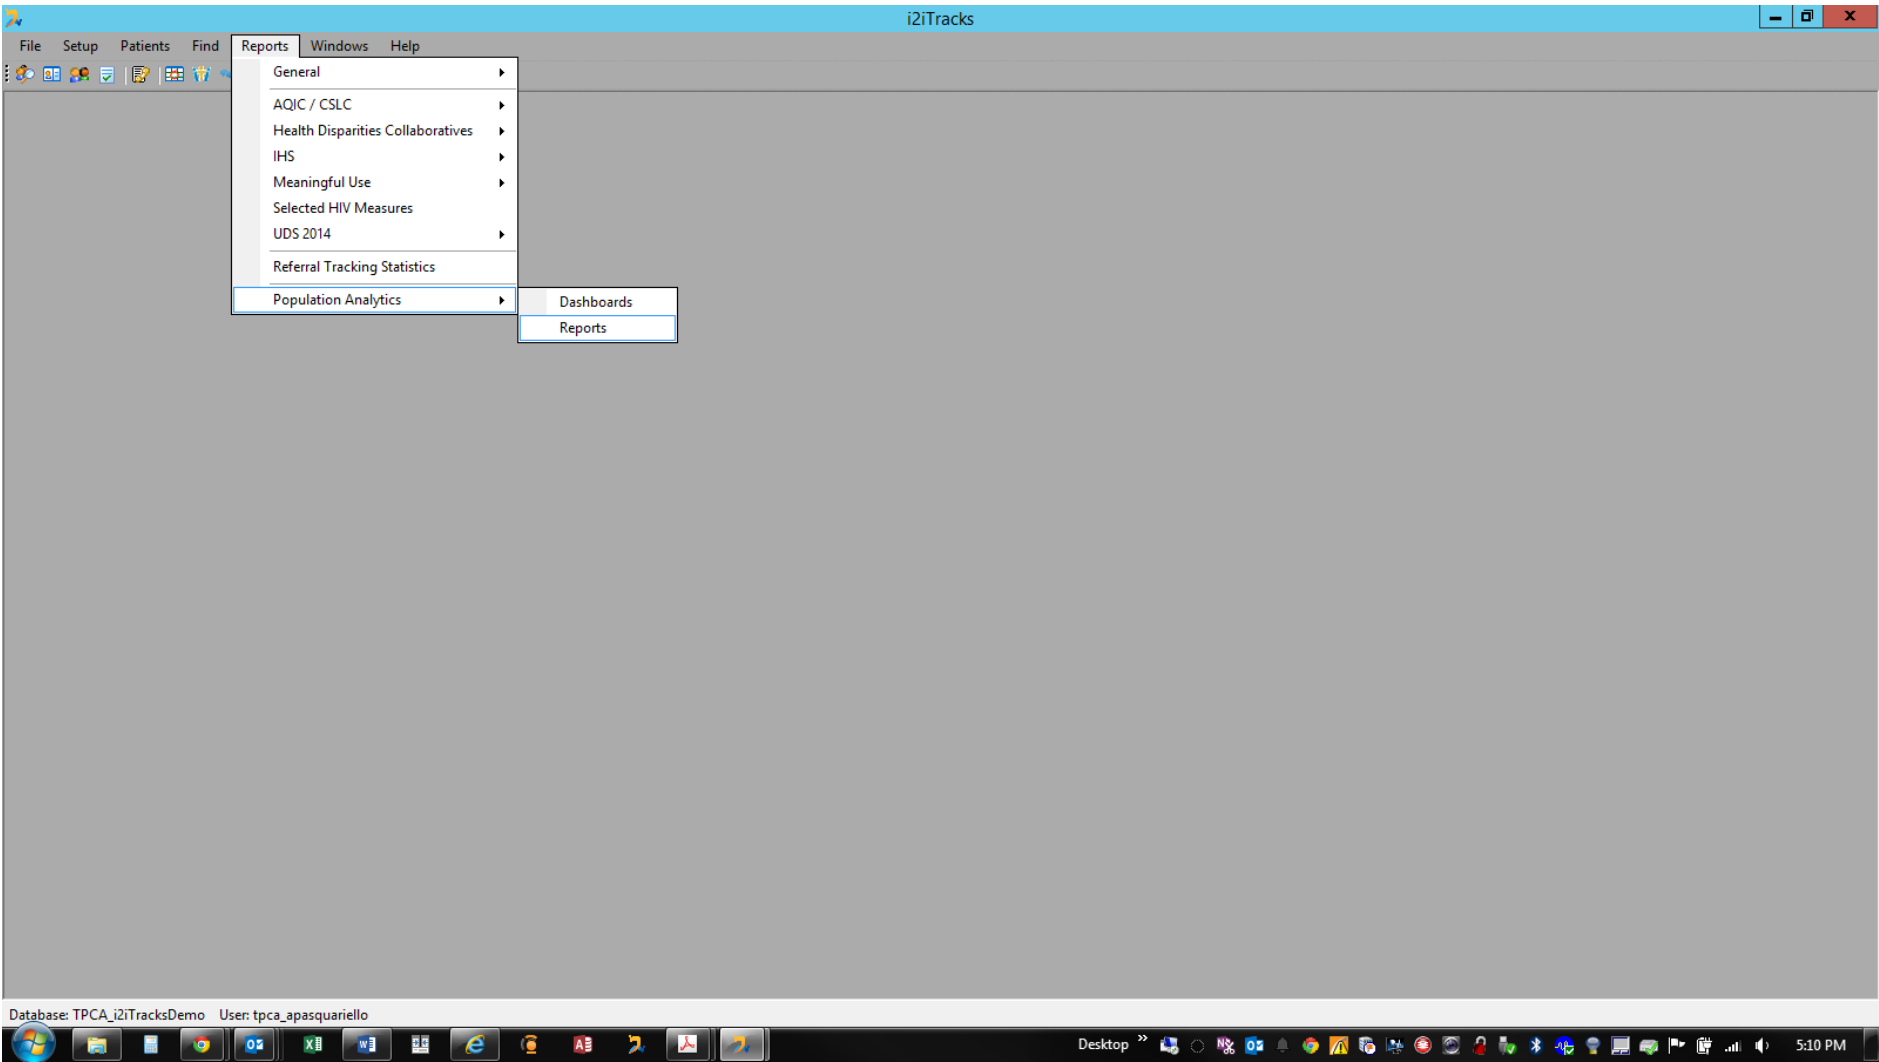 i2iTracks
File Setup Patients Find Reports Windows Help
General
AQIC / CSLC
Health Disparities Collaboratives
IHS
Meaningful Use
Selected HIV Measures
UDS 2014
Referral Tracking Statistics
Population Analytics
Dashboards
Reports
Database: TPCA_i2iTracksDemo User: tpca_apasquariello
Desktop » 5:10 PM